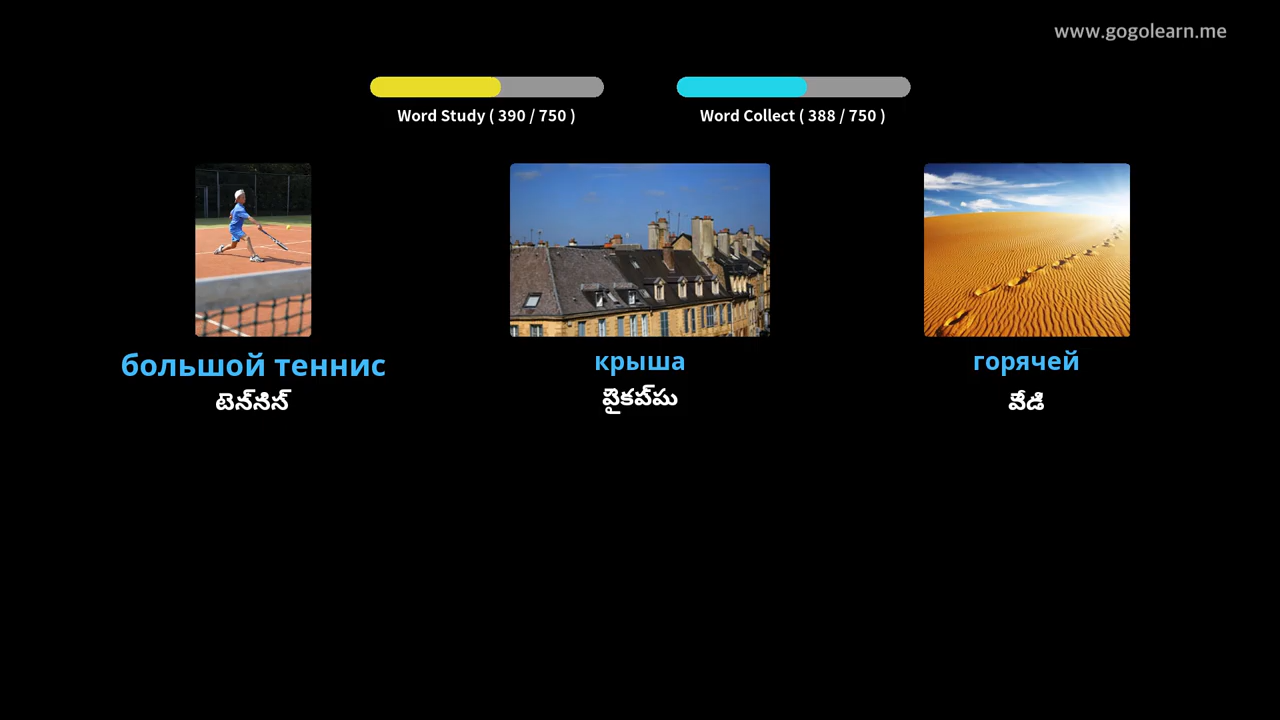 www.gogolearn.me
Word Study ( 390 / 750 )
Word Collect ( 388 / 750 )
большой теннис
крыша
горячей
టెన్నిస్
పైకప్పు
వేడి